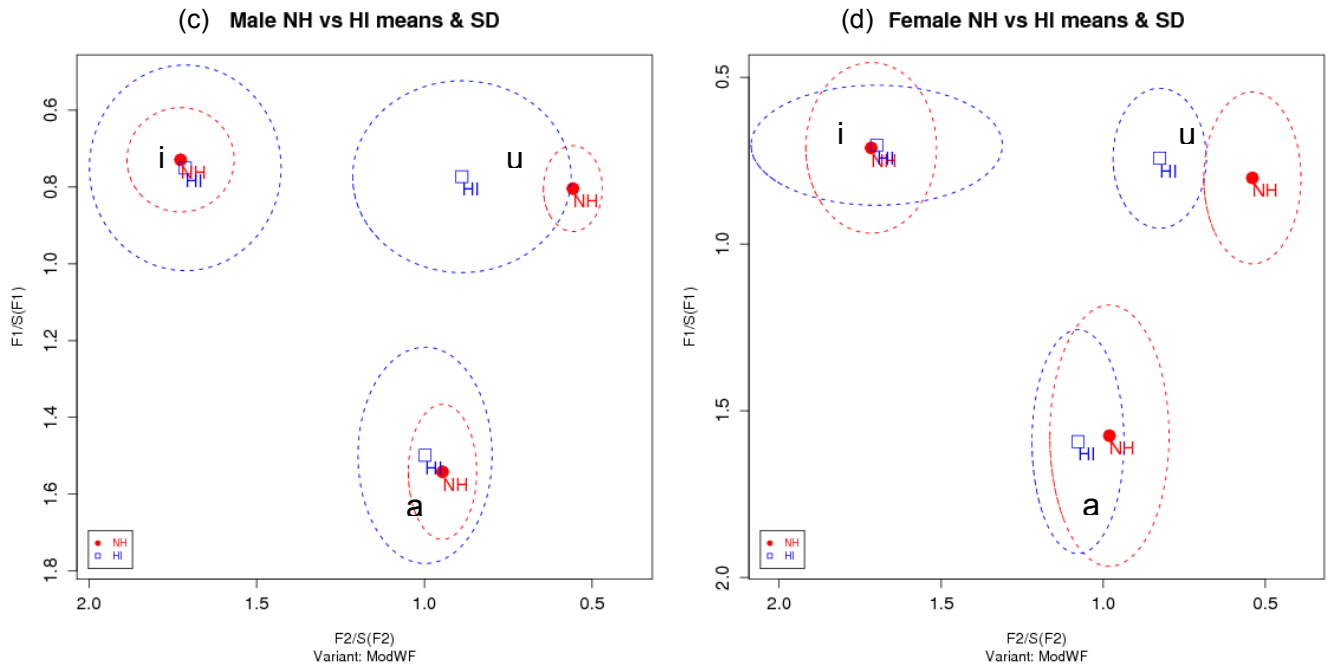 (c) Male NH vs HI means & SD
F1/S(F1)
0.6
0.8
1.0
1.2
1.4
1.6
1.8
i
NH
HI
u
HI
NH
HI
NH
a
NH
HI
2.0 1.5 1.0 0.5
F2/S(F2)
Variant: ModWF
(d) Female NH vs HI means & SD
F1/S(F1)
0.5
1.0
1.5
2.0
i
HI
NH
u
HI
NH
HI
NH
a
NH
HI
2.0 1.5 1.0 0.5
F2/S(F2)
Variant: ModWF